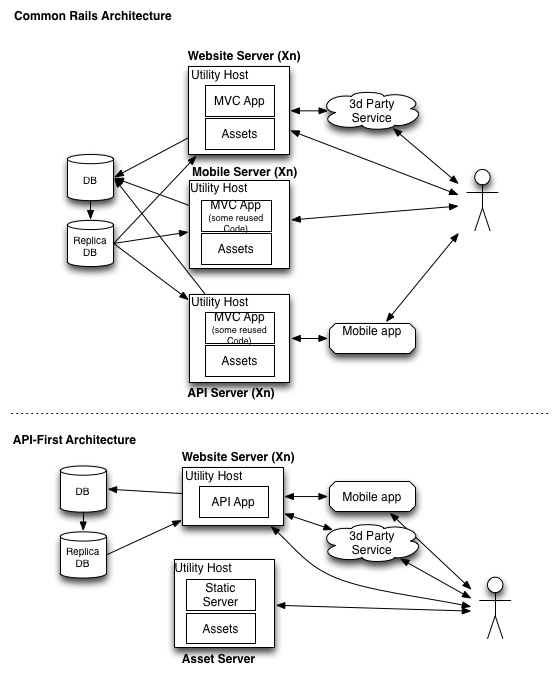 Common Rails Architecture
Website Server (Xn)
Utility Host
MVC App
Assets
3d Party
Service
Mobile Server (Xn)
Utility Host
MVC App
(some reused
Code)
Assets
DB
Replica
DB
Utility Host
MVC App
(some reused
Code)
Assets
API Server (Xn)
Mobile app
API-First Architecture
Website Server (Xn)
Utility Host
API App
DB
Replica
DB
Mobile app
3d Party
Service
Utility Host
Static
Server
Assets
Asset Server